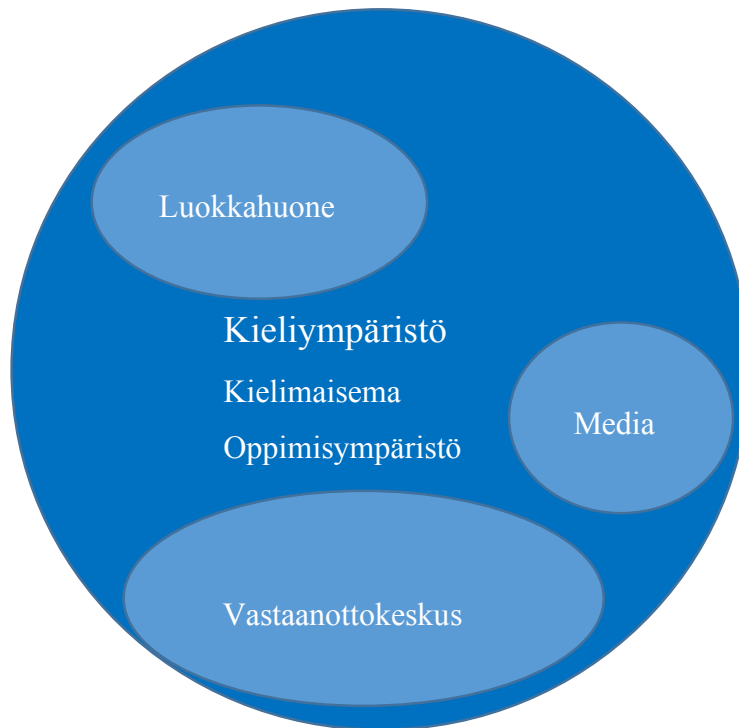 Luokkahuone
Kieliympäristö
Kielimaisema
Media
Oppimisympäristö
Vastaanottokeskus